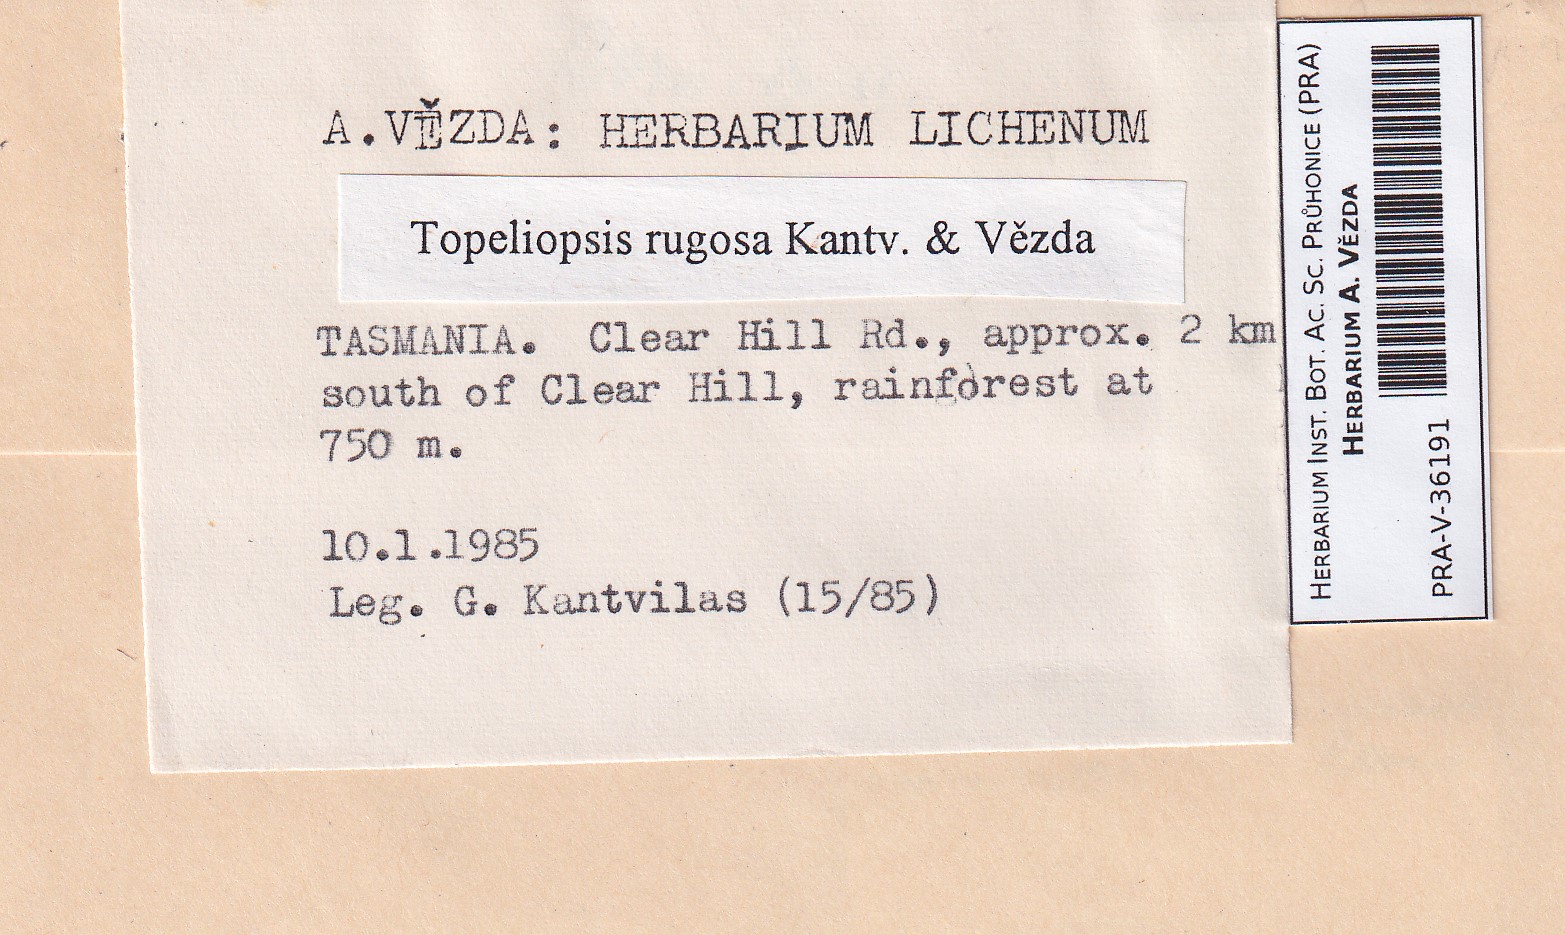 A.VĚZDA: HERBARIUM LICHENUM
Topeliopsis rugosa Kantv. & Vězda
TASMANIA. Clear Hill Rd., approx. 2 km
south of Clear Hill, rainforest at
750 m.
10.1.1985
Leg. G. Kantvilas (15/85)
HERBARIUM INST. BOT. AC. SC. PRŮHONICE (PRA)
HERBARIUM A. VĚZDA
PRA-V-36191